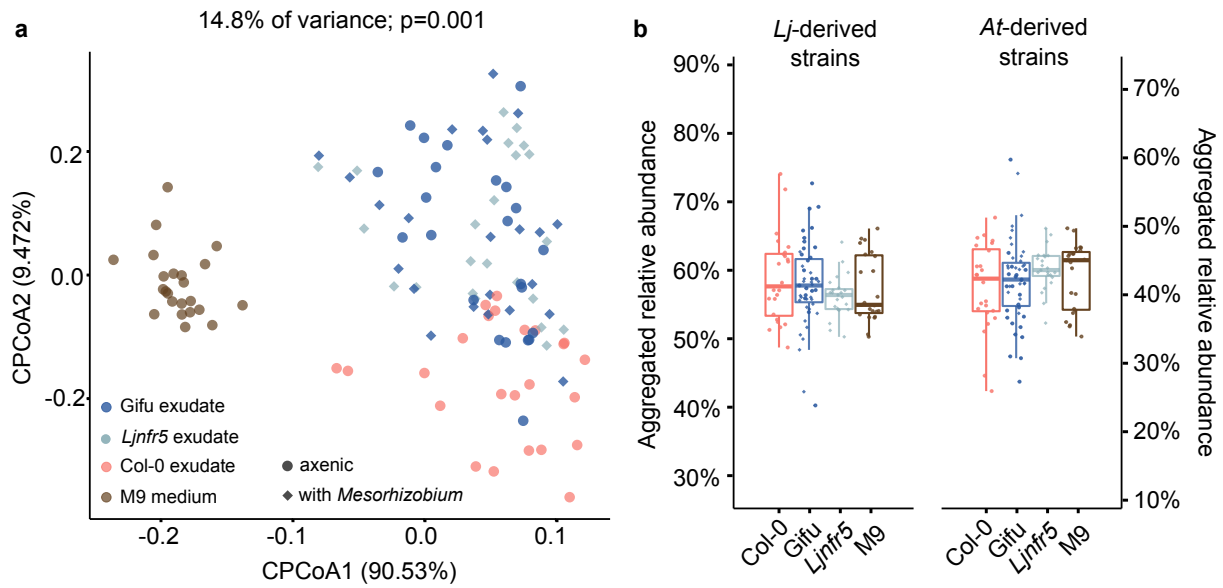 a
14.8% of variance; p=0.001
CPCoA2 (9.472%)
0.2
0.0
-0.2
Gifu exudate
Ljnfr5 exudate
Col-0 exudate
M9 medium
axenic
with Mesorhizobium
-0.2
-0.1
0.0
0.1
CPCoA1 (90.53%)
b
Lj-derived
strains
At-derived
strains
Aggregated relative abundance
90%
80%
70%
60%
50%
40%
30%
70%
60%
50%
40%
30%
20%
10%
Aggregated relative abundance
Col-0
Gifu
Ljnfr5
M9
Col-0
Gifu
Ljnfr5
M9